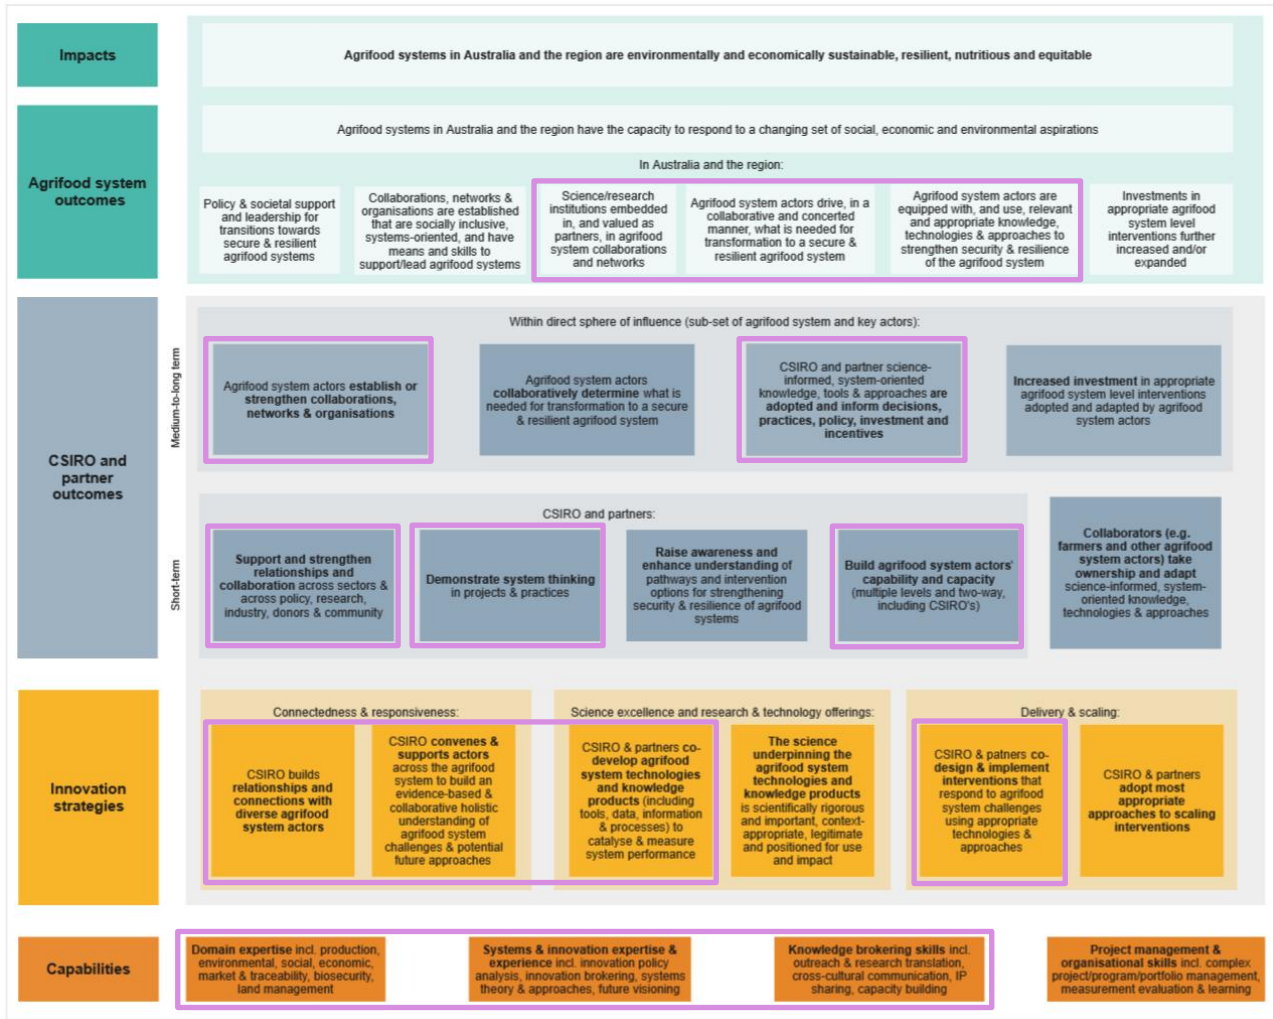 Impacts
Agrifood systems in Australia and the region are environmentally and economically sustainable, resilient, nutritious and equitable
Agrifood system
outcomes
Agrifood systems in Australia and the region have the capacity to respond to a changing set of social, economic and environmental aspirations
In Australia and the region:
Policy & societal support
and leadership for
transitions towards
secure & resilient
agrifood systems
Collaborations, networks &
organisations are established
that are socially inclusive,
systems-oriented, and have
means and skills to
support/lead agrifood systems
Science/research
institutions embedded
in, and valued as
partners, in agrifood
system collaborations
and networks
Agrifood system actors drive, in a
collaborative and concerted
manner, what is needed for
transformation to a secure &
resilient agrifood system
Agrifood system actors are
equipped with, and use, relevant
and appropriate knowledge,
technologies & approaches to
strengthen security & resilience
of the agrifood system
Investments in
appropriate agrifood
system level
interventions further
increased and/or
expanded
CSIRO and
partner
outcomes
Medium-to-long term
Within direct sphere of influence (sub-set of agrifood system and key actors):
Agrifood system actors establish or
strengthen collaborations,
networks & organisations
Agrifood system actors
collaboratively determine what is
needed for transformation to a secure
& resilient agrifood system
CSIRO and partner science-
informed, system-oriented
knowledge, tools & approaches are
adopted and inform decisions,
practices, policy, investment and
incentives
Increased investment in appropriate
agrifood system level interventions
adopted and adapted by agrifood
system actors
Short-term
CSIRO and partners:
Support and strengthen
relationships and
collaboration across sectors &
across policy, research,
industry, donors & community
Demonstrate system thinking
in projects & practices
Raise awareness and
enhance understanding of
pathways and intervention
options for strengthening
security & resilience of agrifood
systems
Build agrifood system actors'
capability and capacity
(multiple levels and two-way,
including CSIRO's)
Collaborators (e.g.
farmers and other agrifood
system actors) take
ownership and adapt
science-informed, system-
oriented knowledge,
technologies & approaches
Innovation
strategies
Connectedness & responsiveness:
CSIRO builds
relationships and
connections with
diverse agrifood
system actors
CSIRO convenes &
supports actors
across the agrifood
system to build an
evidence-based &
collaborative holistic
understanding of
agrifood system
challenges & potential
future approaches
Science excellence and research & technology offerings:
CSIRO & partners co-
develop agrifood
system technologies
and knowledge
products (including
tools, data, information
& processes) to
catalyse & measure
system performance
The science
underpinning the
agrifood system
technologies and
knowledge products
is scientifically rigorous
and important, context-
appropriate, legitimate
and positioned for use
and impact
Delivery & scaling:
CSIRO & patners co-
design & implement
interventions that
respond to agrifood
system challenges
using appropriate
technologies &
approaches
CSIRO & partners
adopt most
appropriate
approaches to scaling
interventions
Capabilities
Domain expertise incl. production,
environmental, social, economic,
market & traceability, biosecurity,
land management
Systems & innovation expertise &
experience incl. innovation policy
analysis, innovation brokering, systems
theory & approaches, future visioning
Knowledge brokering skills incl.
outreach & research translation,
cross-cultural communication, IP
sharing, capacity building
Project management &
organisational skills incl. complex
project/program/portfolio management,
measurement evaluation & learning